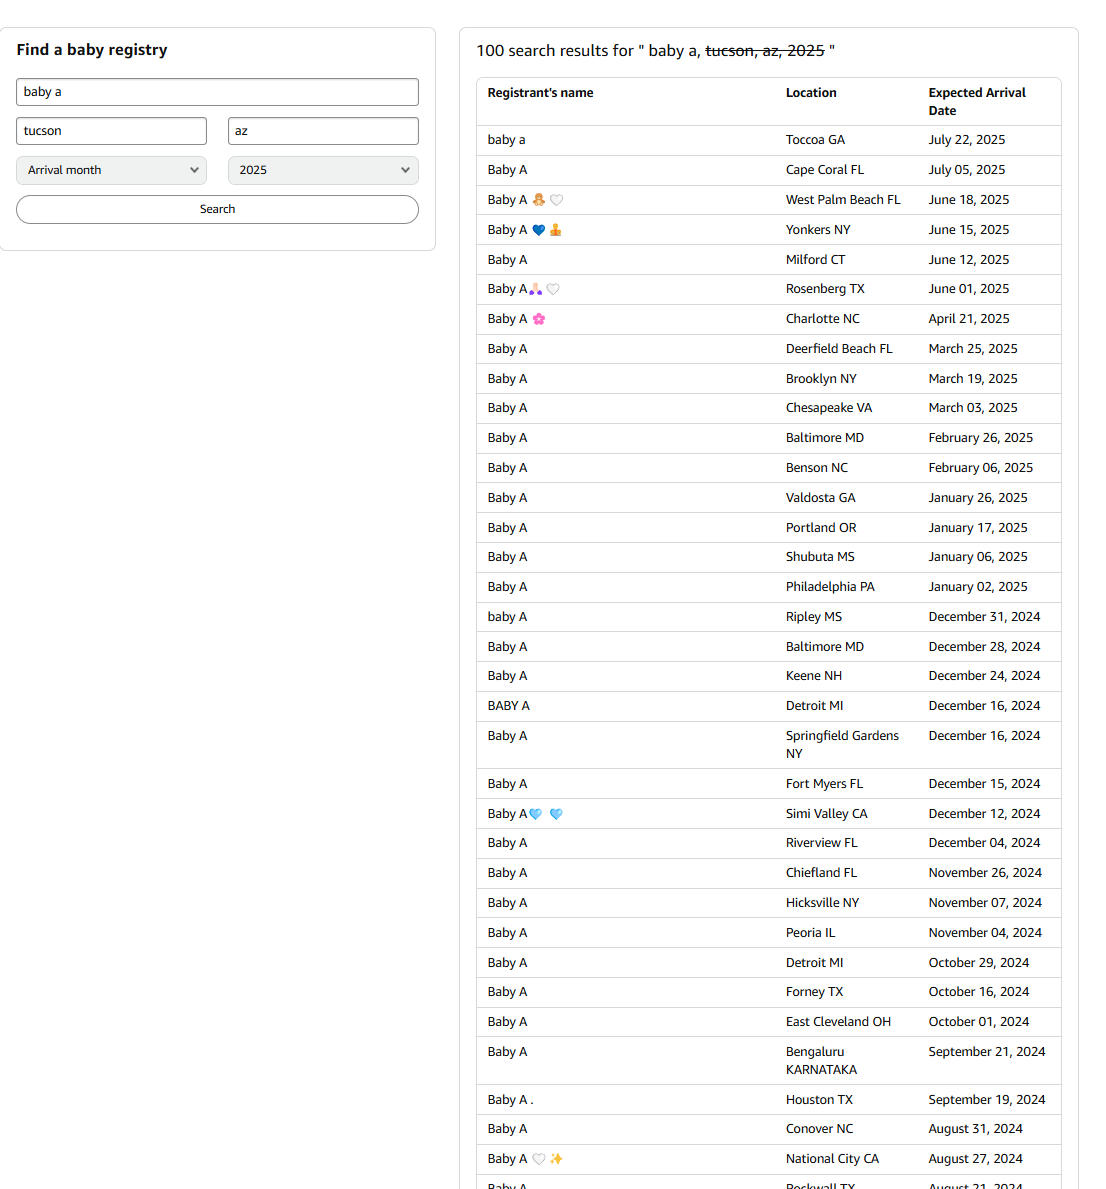 Find a baby registry
baby a
tucson
az
Arrival month
2025
Search
100 search results for " baby a, tucson, az, 2025 "
Registrant's name Location Expected Arrival
Date
baby a Toccoa GA July 22, 2025
Baby A Cape Coral FL July 05, 2025
Baby A 🧸 🤍 West Palm Beach FL June 18, 2025
Baby A 💙 Yonkers NY June 15, 2025
Baby A Milford CT June 12, 2025
Baby A 🤍 Rosenberg TX June 01, 2025
Baby A 🌸 Charlotte NC April 21, 2025
Baby A Deerfield Beach FL March 25, 2025
Baby A Brooklyn NY March 19, 2025
Baby A Chesapeake VA March 03, 2025
Baby A Baltimore MD February 26, 2025
Baby A Benson NC February 06, 2025
Baby A Valdosta GA January 26, 2025
Baby A Portland OR January 17, 2025
Baby A Shubuta MS January 06, 2025
Baby A Philadelphia PA January 02, 2025
baby A Ripley MS December 31, 2024
Baby A Baltimore MD December 28, 2024
Baby A Keene NH December 24, 2024
BABY A Detroit MI December 16, 2024
Baby A Springfield Gardens December 16, 2024
NY
Baby A Fort Myers FL December 15, 2024
Baby A🩵 🩵 Simi Valley CA December 12, 2024
Baby A Riverview FL December 04, 2024
Baby A Chiefland FL November 26, 2024
Baby A Hicksville NY November 07, 2024
Baby A Peoria IL November 04, 2024
Baby A Detroit MI October 29, 2024
Baby A Forney TX October 16, 2024
Baby A East Cleveland OH October 01, 2024
Baby A Bengaluru September 21, 2024
KARNATAKA
Baby A . Houston TX September 19, 2024
Baby A Conover NC August 31, 2024
Baby A 🤍 ✨ National City CA August 27, 2024
Baby A Rockwall TX August 21, 2024